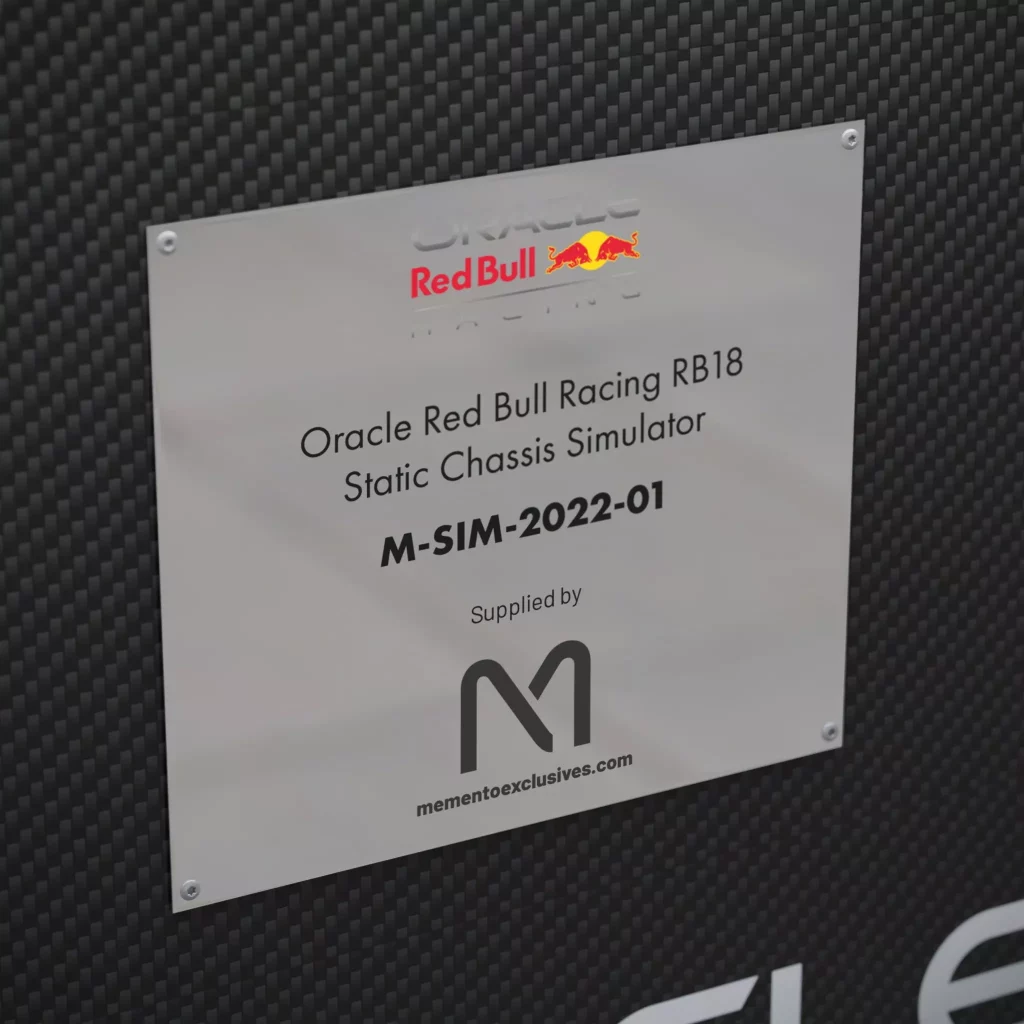 ORACLE
Red Bull
RACING
Oracle Red Bull Racing RB18
Static Chassis Simulator
M-SIM-2022-01
Supplied by
M
mementoexclusives.com
CLE